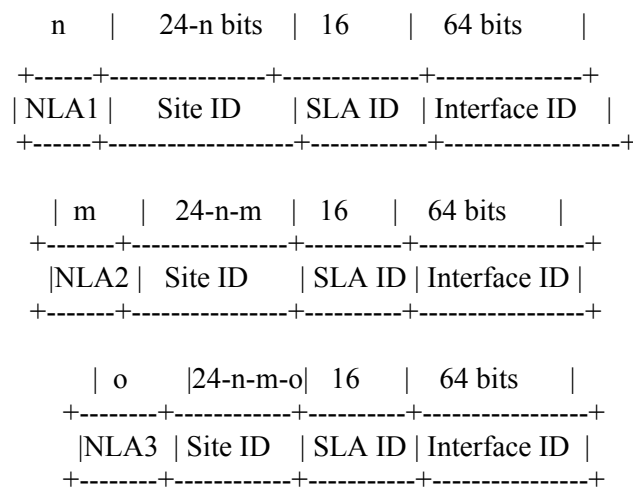 n | 24-n bits | 16 | 64 bits |
+------+----------------+--------------+---------------+
| NLA1 | Site ID | SLA ID | Interface ID |
+------+-------------------+------------+------------------+
| m | 24-n-m | 16 | 64 bits |
+-------+----------------+----------+-----------------+
|NLA2 | Site ID | SLA ID | Interface ID |
+-------+----------------+----------+-----------------+
| o |24-n-m-o| 16 | 64 bits |
+--------+------------+----------+-----------------+
|NLA3 | Site ID | SLA ID | Interface ID |
+--------+------------+----------+-----------------+